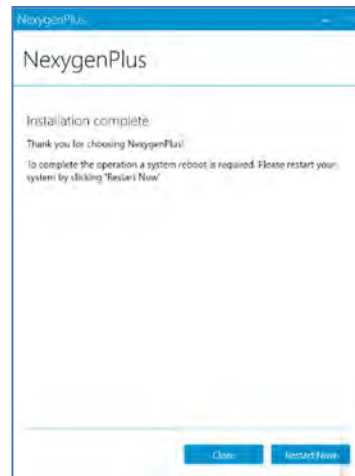 NexygenPlus
NexygenPlus
Installation complete
Thank you for choosing NexygenPlus!
To complete the operation a system reboot is required. Please restart your
system by clicking 'Restart Now'
Close
Restart Now